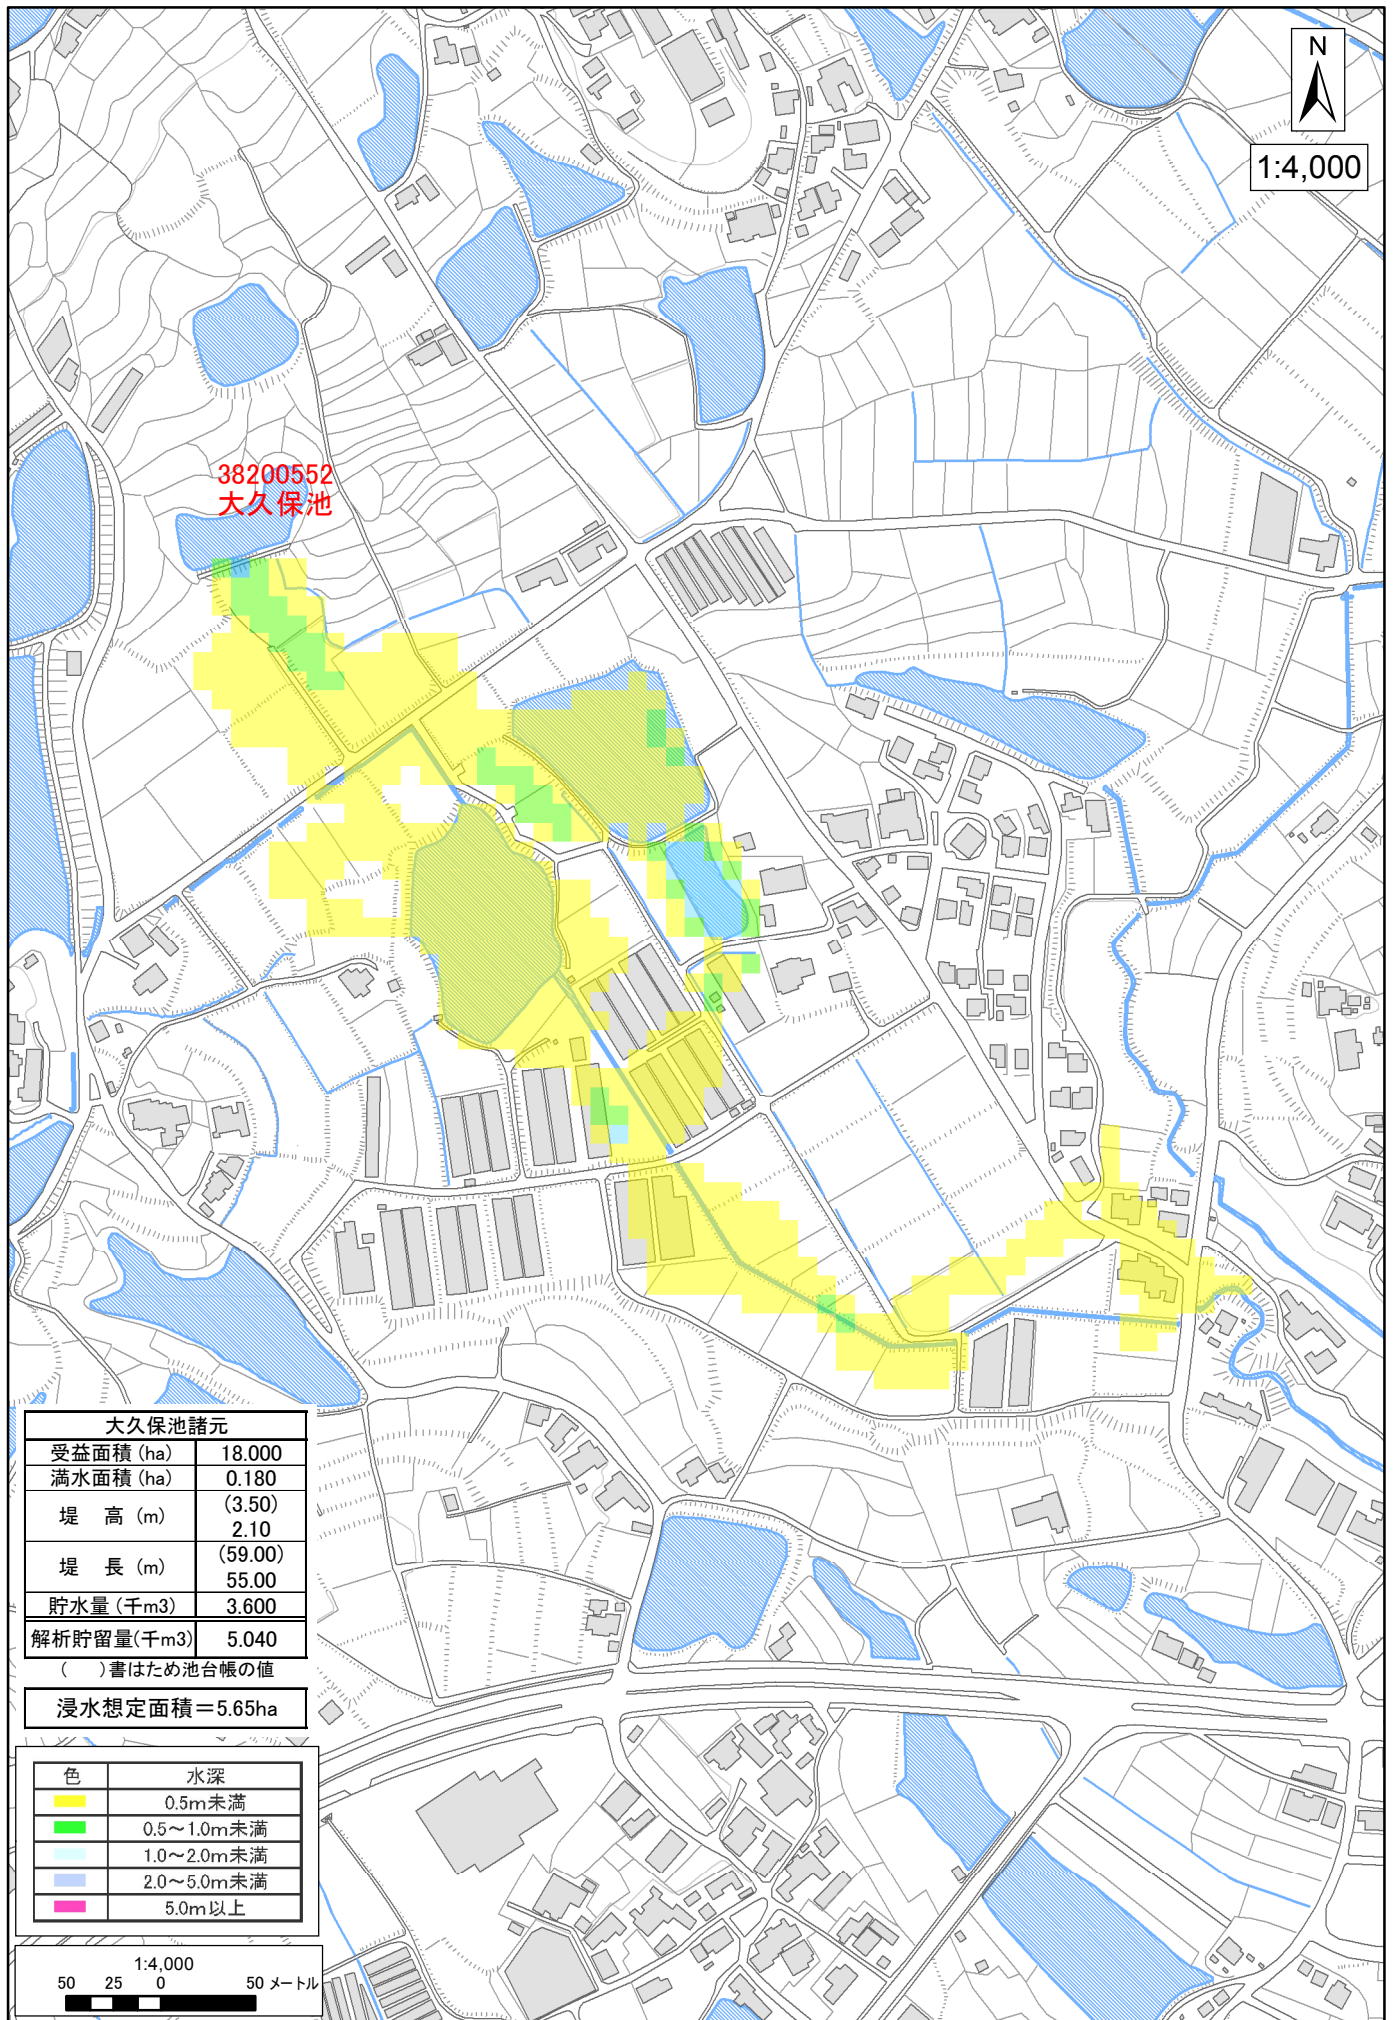 N
1:4,000
38200552
大久保池
大久保池諸元
受益面積(ha) 18.000
満水面積(ha) 0.180
堤　高 (m) (3.50) 2.10
堤　長 (m) (59.00) 55.00
貯水量(千m3) 3.600
解析貯留量(千m3) 5.040
(　)書はため池台帳の値
浸水想定面積＝5.65ha
色 水深
0.5m未満
0.5～1.0m未満
1.0～2.0m未満
2.0～5.0m未満
5.0m以上
1:4,000
50 25 0 50 メートル